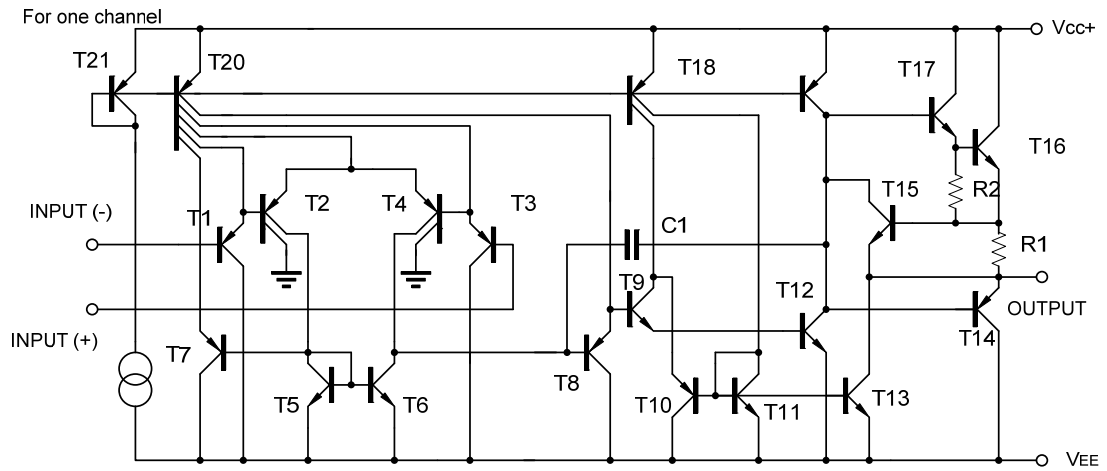 For one channel
Vcc+
T21
T20
T18
T17
T16
T15
R2
INPUT (-)
T1
T2
T4
T3
C1
R1
T9
T12
OUTPUT
INPUT (+)
T7
T8
T14
T5
T6
T10
T11
T13
VEE